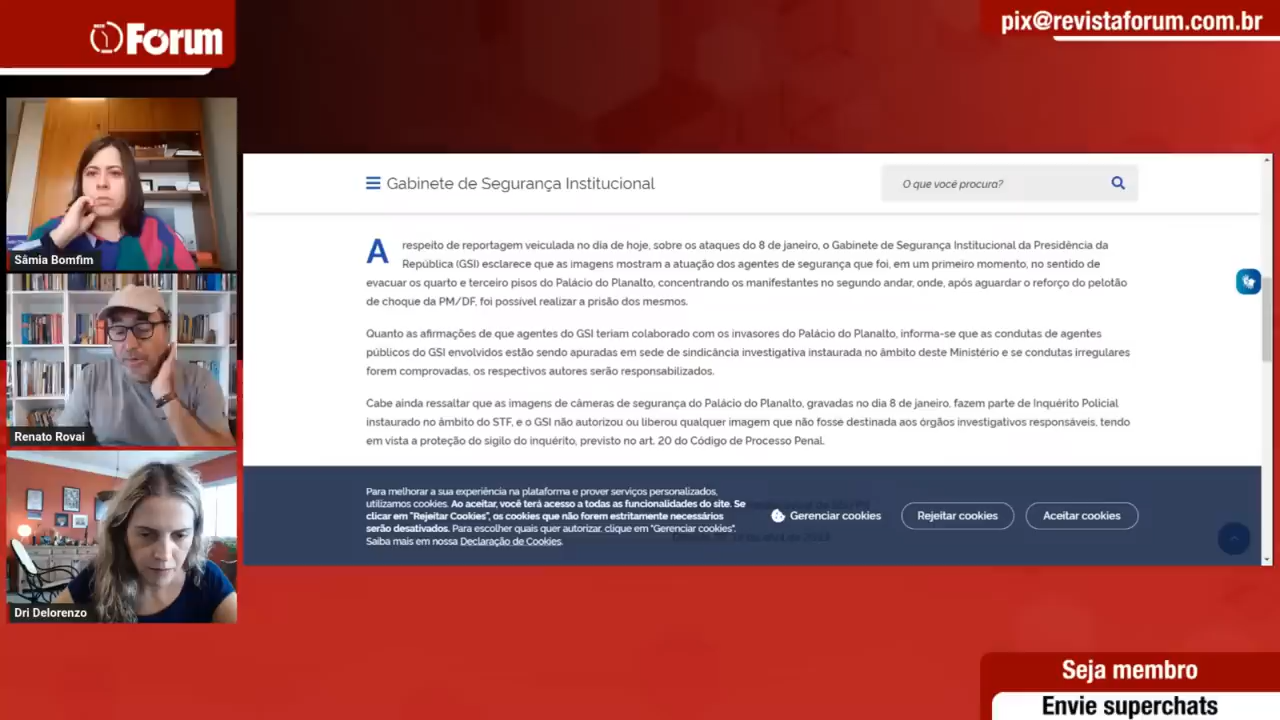 Forum
pix@revistaforum.com.br
Sâmia Bomfim
Renato Rovai
Dri Delorenzo
Gabinete de Segurança Institucional
O que você procura?
A respeito de reportagem veiculada no dia de hoje, sobre os ataques do 8 de janeiro, o Gabinete de Segurança Institucional da Presidência da
República (GSI) esclarece que as imagens mostram a atuação dos agentes de segurança que foi, em um primeiro momento, no sentido de
evacuar os quarto e terceiro pisos do Palácio do Planalto, concentrando os manifestantes no segundo andar, onde, após aguardar o reforço do pelotão
de choque da PM/DF, foi possível realizar a prisão dos mesmos.
Quanto as afirmações de que agentes do GSI teriam colaborado com os invasores do Palácio do Planalto, informa-se que as condutas de agentes
públicos do GSI envolvidos estão sendo apuradas em sede de sindicância investigativa instaurada no âmbito deste Ministério e se condutas irregulares
forem comprovadas, os respectivos autores serão responsabilizados.
Cabe ainda ressaltar que as imagens de câmeras de segurança do Palácio do Planalto, gravadas no dia 8 de janeiro, fazem parte de Inquérito Policial
instaurado no âmbito do STF, e o GSI não autorizou ou liberou qualquer imagem que não fosse destinada aos órgãos investigativos responsáveis, tendo
em vista a proteção do sigilo do inquérito, previsto no art. 20 do Código de Processo Penal.
Para melhorar a sua experiência na plataforma e prover serviços personalizados,
utilizamos cookies. Ao aceitar, você terá acesso a todas as funcionalidades do site. Se
clicar em "Rejeitar Cookies", os cookies que não forem estritamente necessários
serão desativados. Para escolher quais quer autorizar, clique em "Gerenciar cookies".
Saiba mais em nossa Declaração de Cookies.
Gerenciar cookies
Rejeitar cookies
Aceitar cookies
Seja membro
Envie superchats